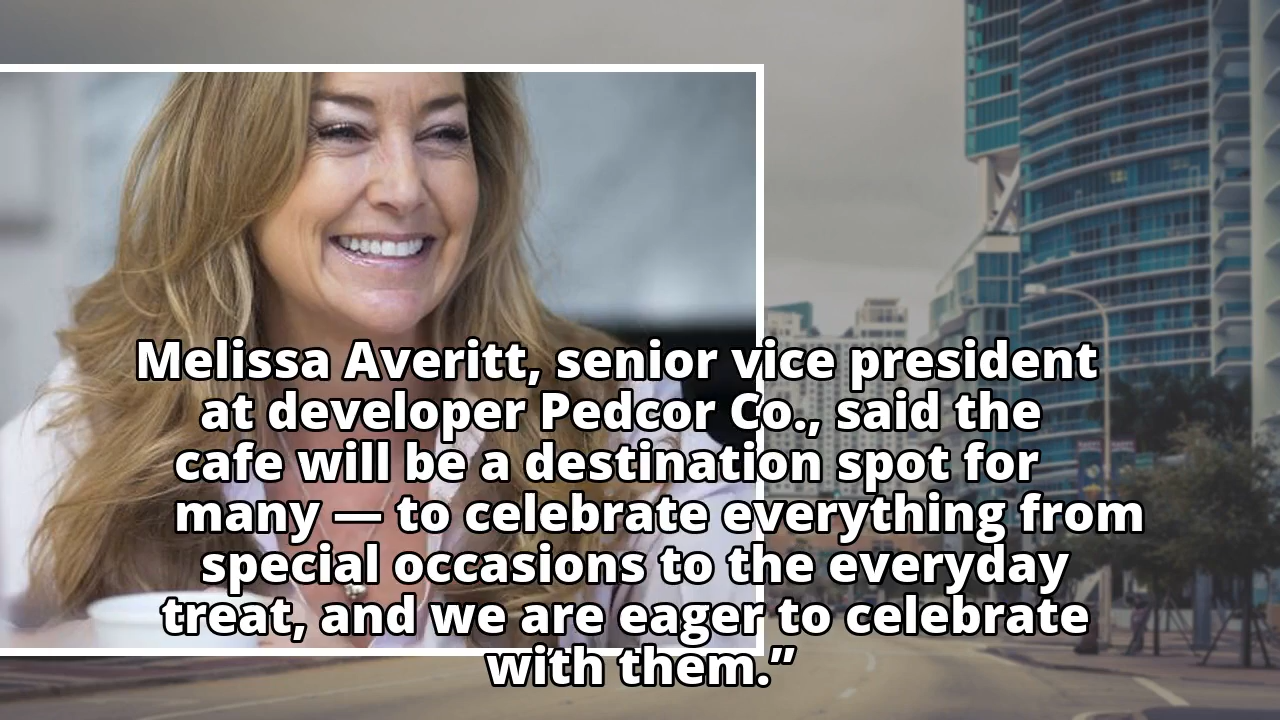 Melissa Averitt, senior vice president
at developer Pedcor Co., said the
cafe will be a destination spot for
many — to celebrate everything from
special occasions to the everyday
treat, and we are eager to celebrate
with them.”